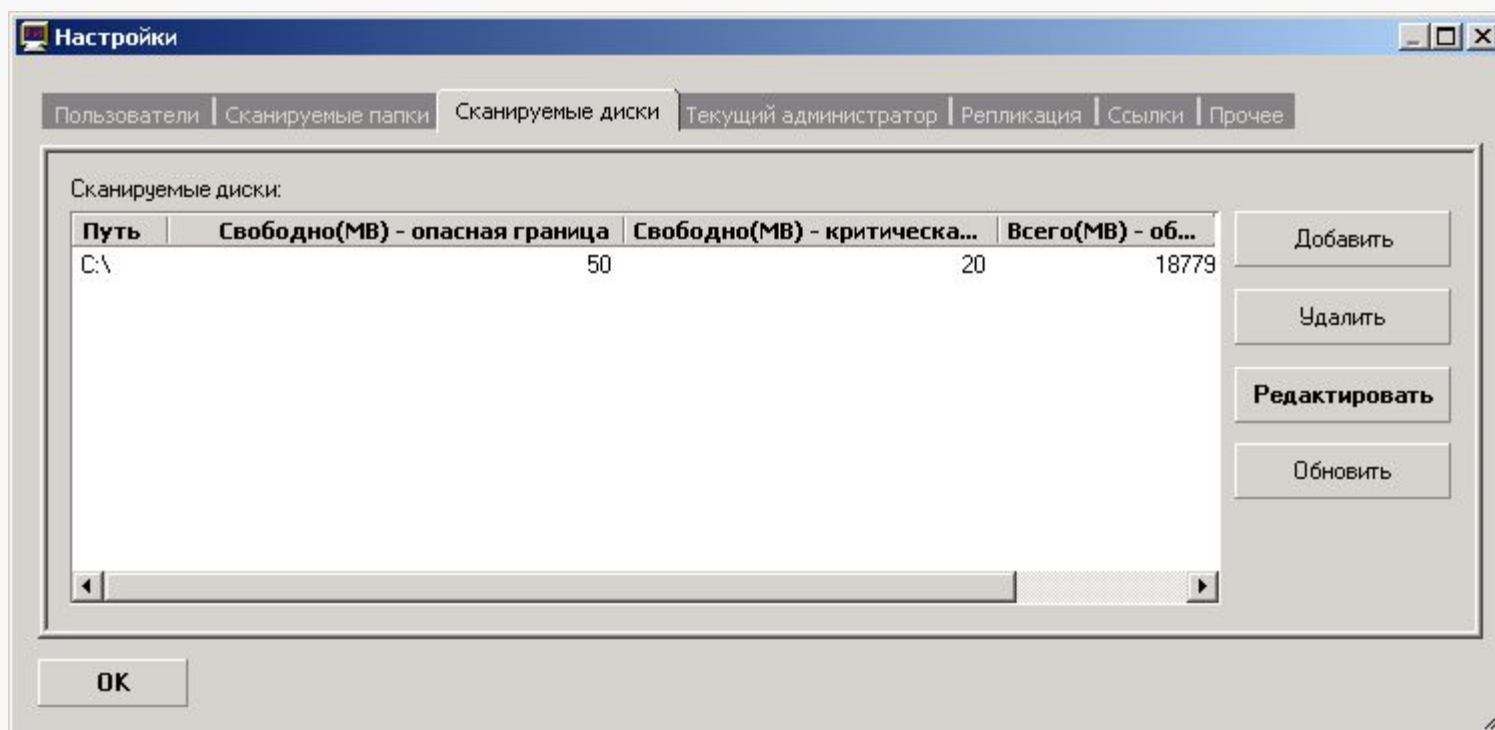 Настройки
Пользователи Сканируемые папки Сканируемые диски Текущий администратор Репликация Ссылки Прочее
Сканируемые диски:
Путь Свободно(MB) - опасная граница Свободно(MB) - критическа... Всего(MB) - об...
C:\ 50 20 18779
Добавить
Удалить
Редактировать
Обновить
OK